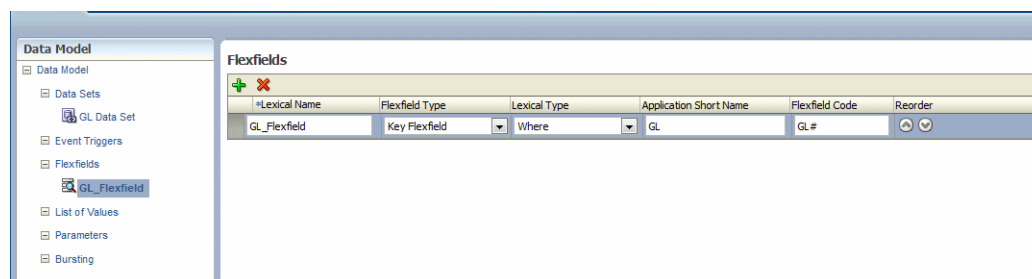 Data Model
Data Model
Data Sets
GL Data Set
Event Triggers
Flexfields
GL_Flexfield
List of Values
Parameters
Bursting
Flexfields
*Lexical Name Flexfield Type Lexical Type Application Short Name Flexfield Code Reorder
GL_Flexfield Key Flexfield Where GL GL#